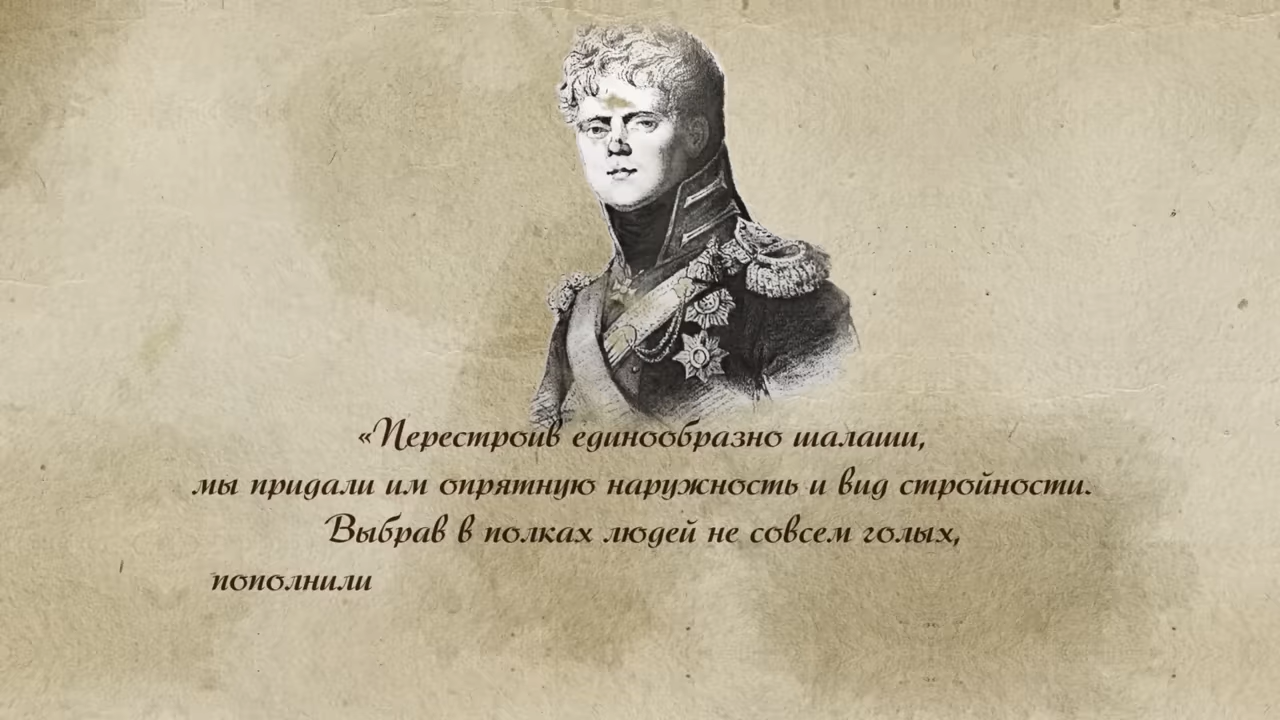 «Перестроив единообразно шалаши,
мы придали им опрятную наружность и вид стройности.
Выбрав в полках людей не совсем голых,
пополнили